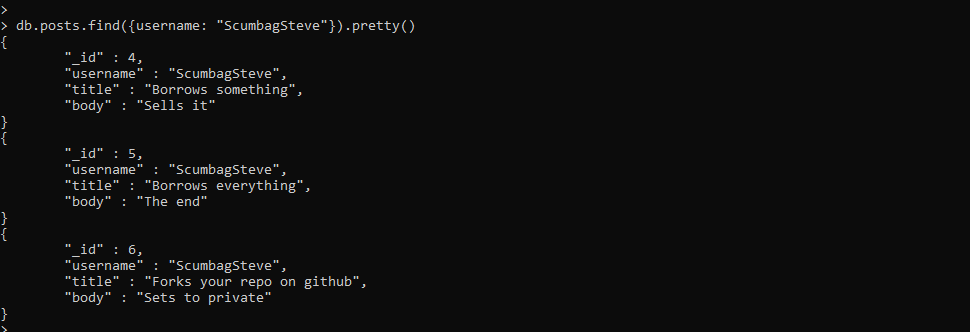 >
> db.posts.find({username: "ScumbagSteve"}).pretty()
{
        "_id" : 4,
        "username" : "ScumbagSteve",
        "title" : "Borrows something",
        "body" : "Sells it"
}
{
        "_id" : 5,
        "username" : "ScumbagSteve",
        "title" : "Borrows everything",
        "body" : "The end"
}
{
        "_id" : 6,
        "username" : "ScumbagSteve",
        "title" : "Forks your repo on github",
        "body" : "Sets to private"
}
>